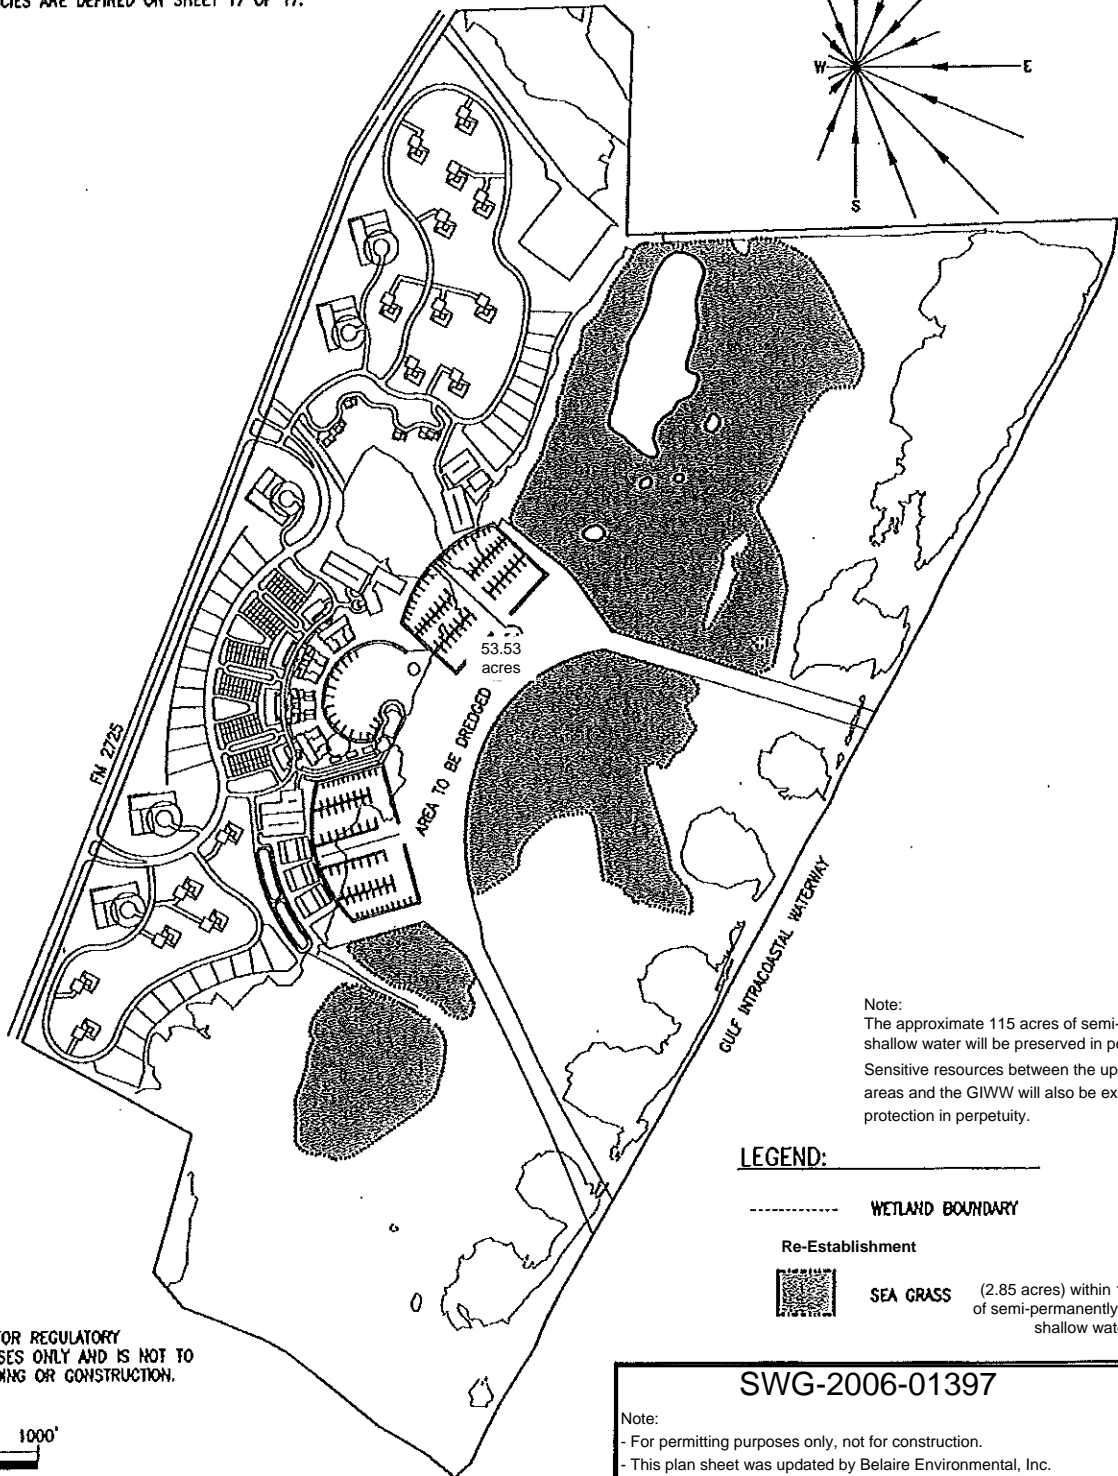 CIES ARE DEFINED ON SHEET 17 OF 17.
W
E
S
53.53
acres
AREA TO BE DREDGED
FM 2725
GULF INTRACOASTAL WATERWAY
Note:
The approximate 115 acres of semi-
shallow water will be preserved in pe
Sensitive resources between the up
areas and the GIWW will also be ex
protection in perpetuity.
LEGEND:
WETLAND BOUNDARY
Re-Establishment
SEA GRASS
(2.85 acres) within 1
of semi-permanently
shallow wate
OR REGULATORY
SES ONLY AND IS NOT TO
ING OR CONSTRUCTION.
1000'
SWG-2006-01397
Note:
- For permitting purposes only, not for construction.
- This plan sheet was updated by Belaire Environmental, Inc.